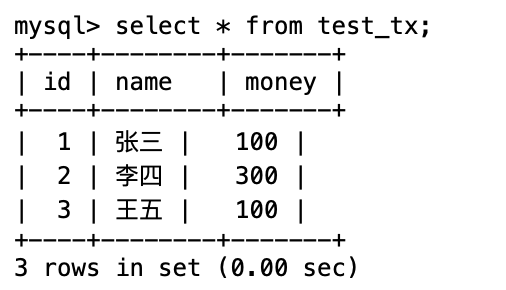 mysql> select * from test_tx;
+----+--------+-------+
| id | name   | money |
+----+--------+-------+
|  1 | 张三 |   100 |
|  2 | 李四 |   300 |
|  3 | 王五 |   100 |
+----+--------+-------+
3 rows in set (0.00 sec)